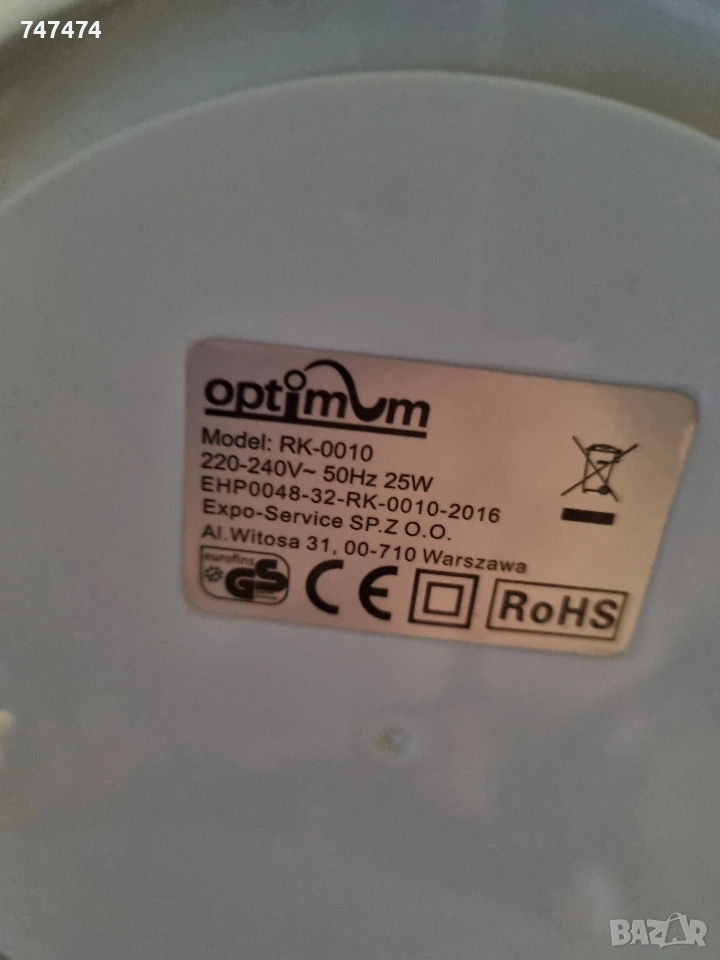 747474
optimum
Model: RK-0010
220-240V~ 50Hz 25W
EHP0048-32-RK-0010-2016
Expo-Service SP.Z O.O.
Al.Witosa 31, 00-710 Warszawa
eurofins
GS
CE
RoHS
BAZAR